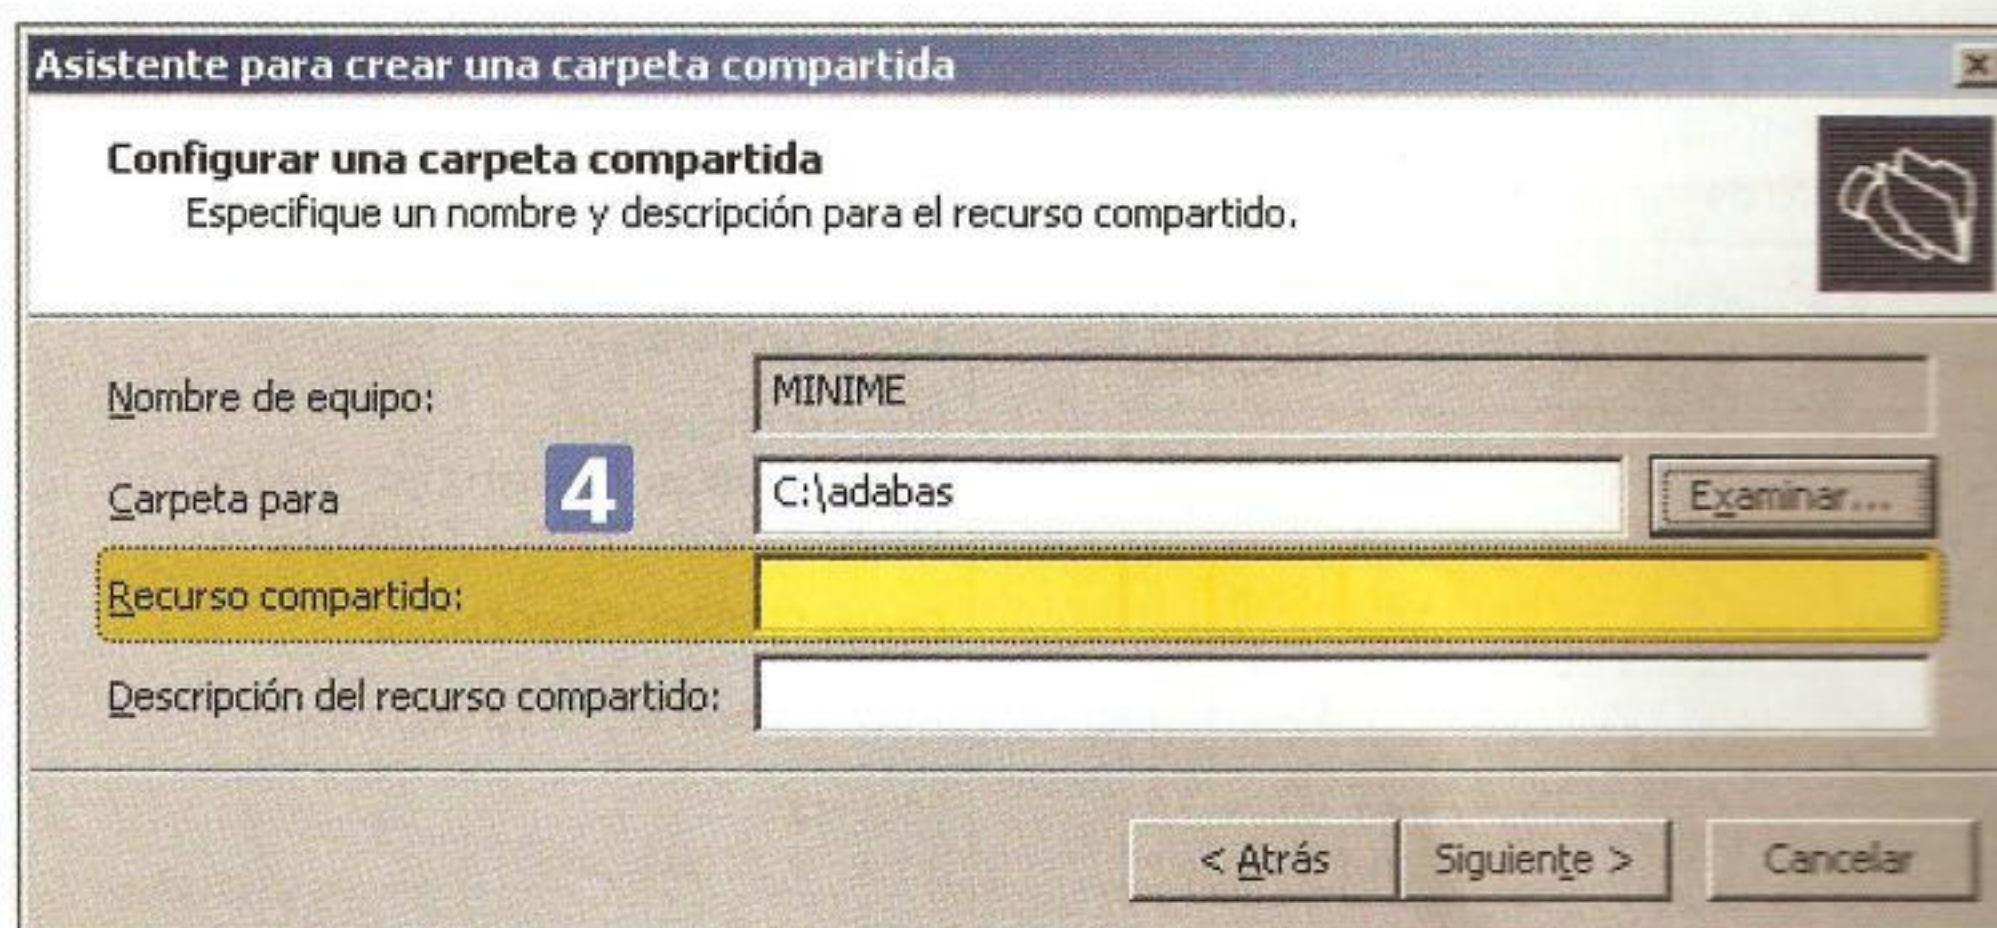 Asistente para crear una carpeta compartida
Configurar una carpeta compartida
Especifique un nombre y descripción para el recurso compartido.
Nombre de equipo: MINIME
4
Carpeta para C:\adabas Examinar...
Recurso compartido:
Descripción del recurso compartido:
< Atrás Siguiente > Cancelar